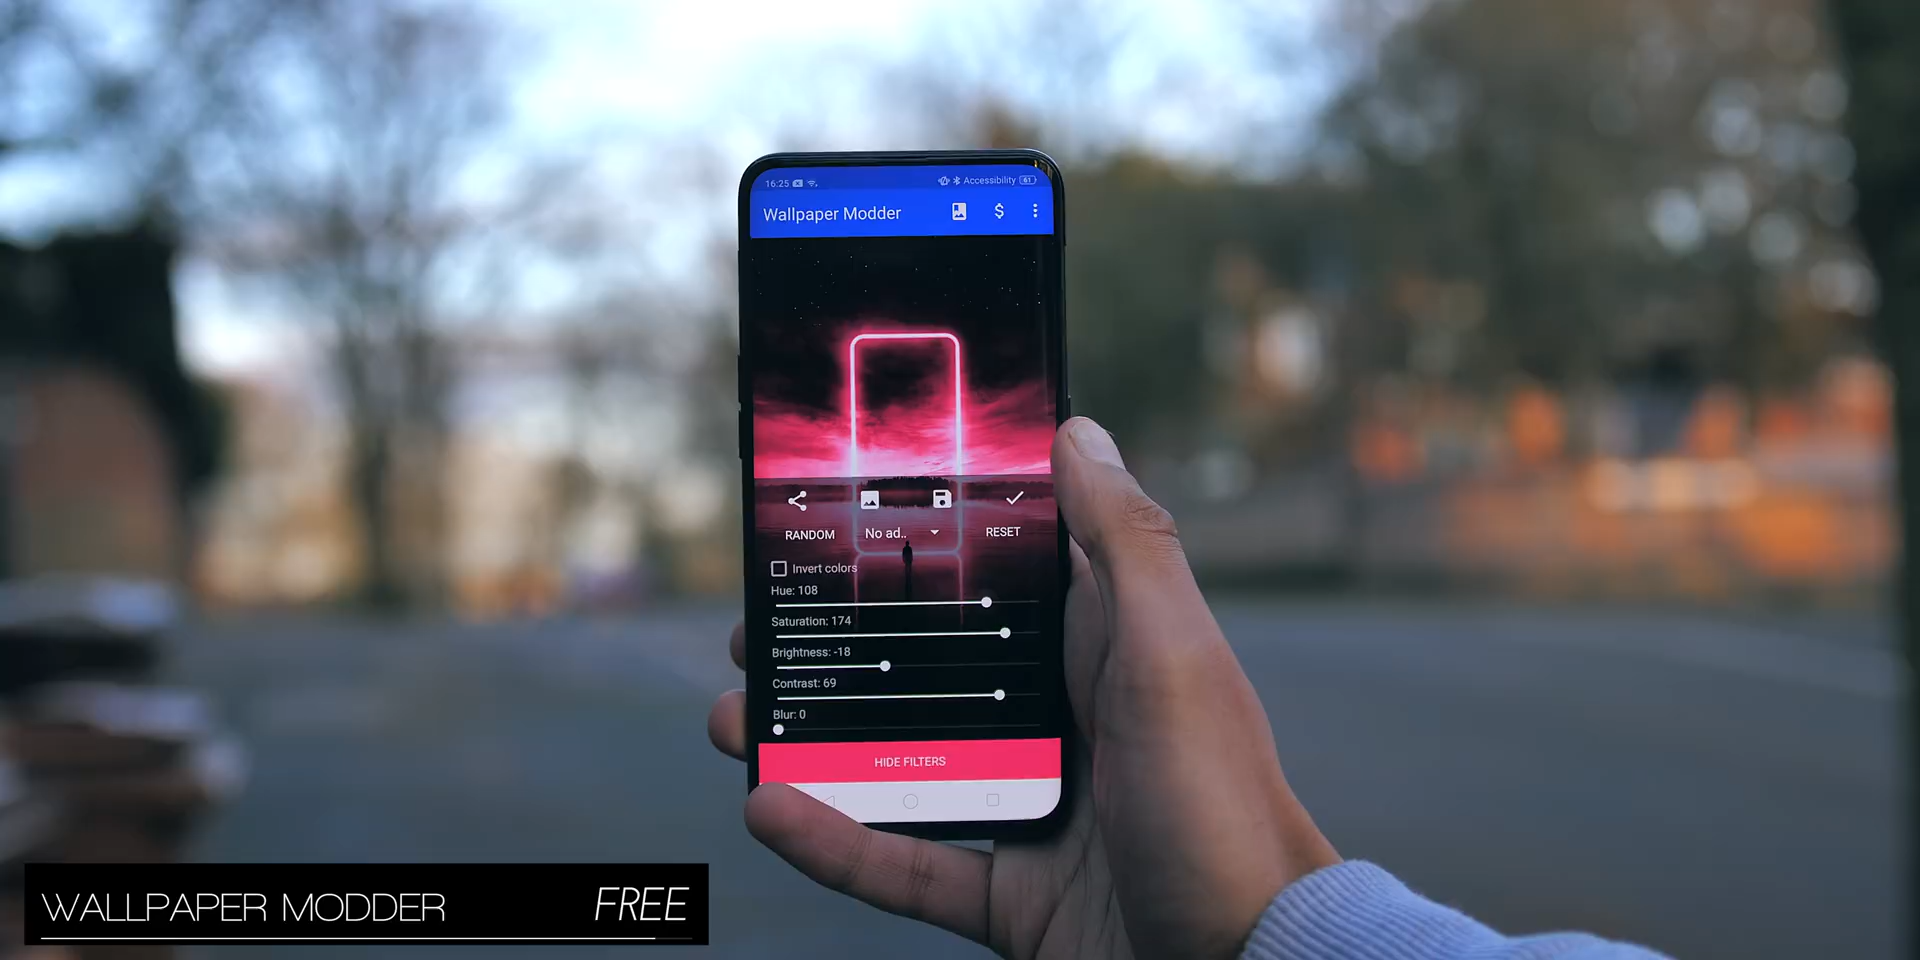 16:25 Accessibility 61
Wallpaper Modder $
RANDOM No ad.. RESET
Invert colors
Hue: 108
Saturation: 174
Brightness: -18
Contrast: 69
Blur: 0
HIDE FILTERS
WALLPAPER MODDER FREE